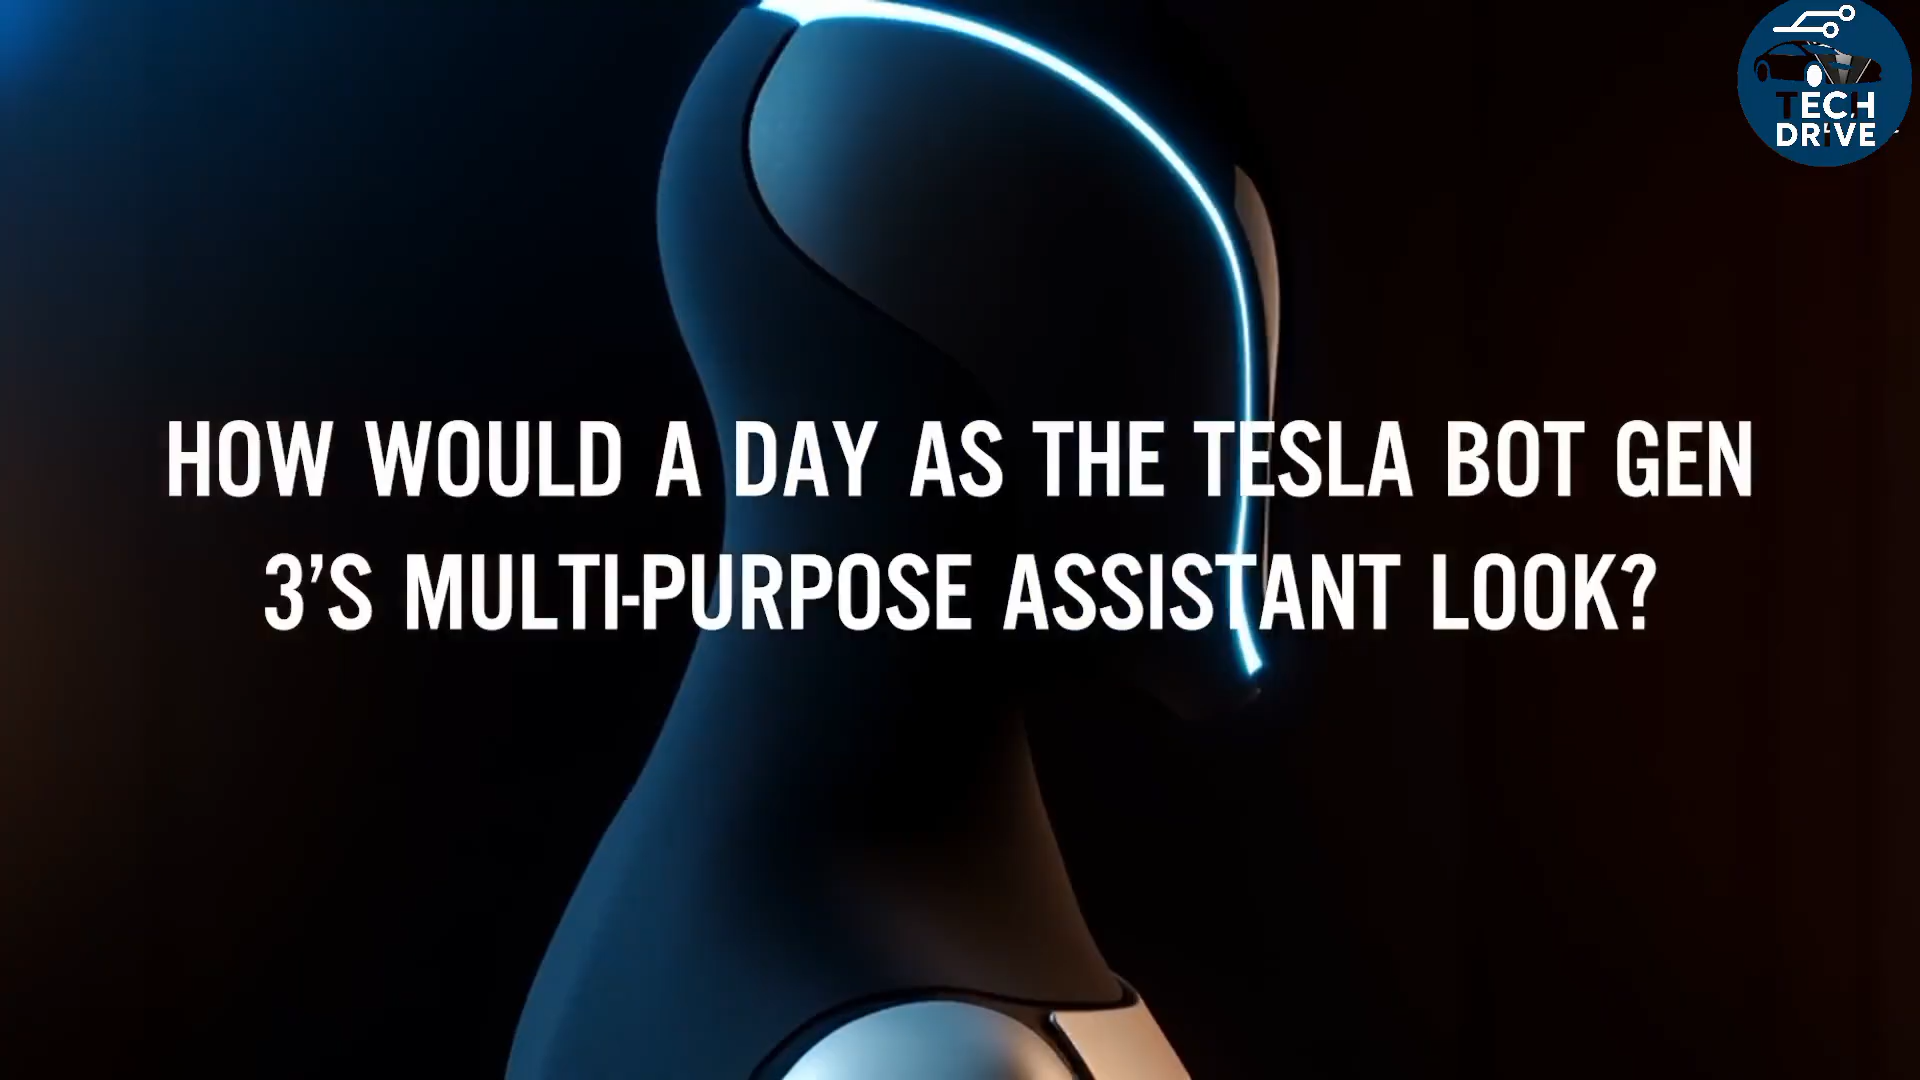 HOW WOULD A DAY AS THE TESLA BOT GEN
3’S MULTI-PURPOSE ASSISTANT LOOK?
TECH
DRIVE